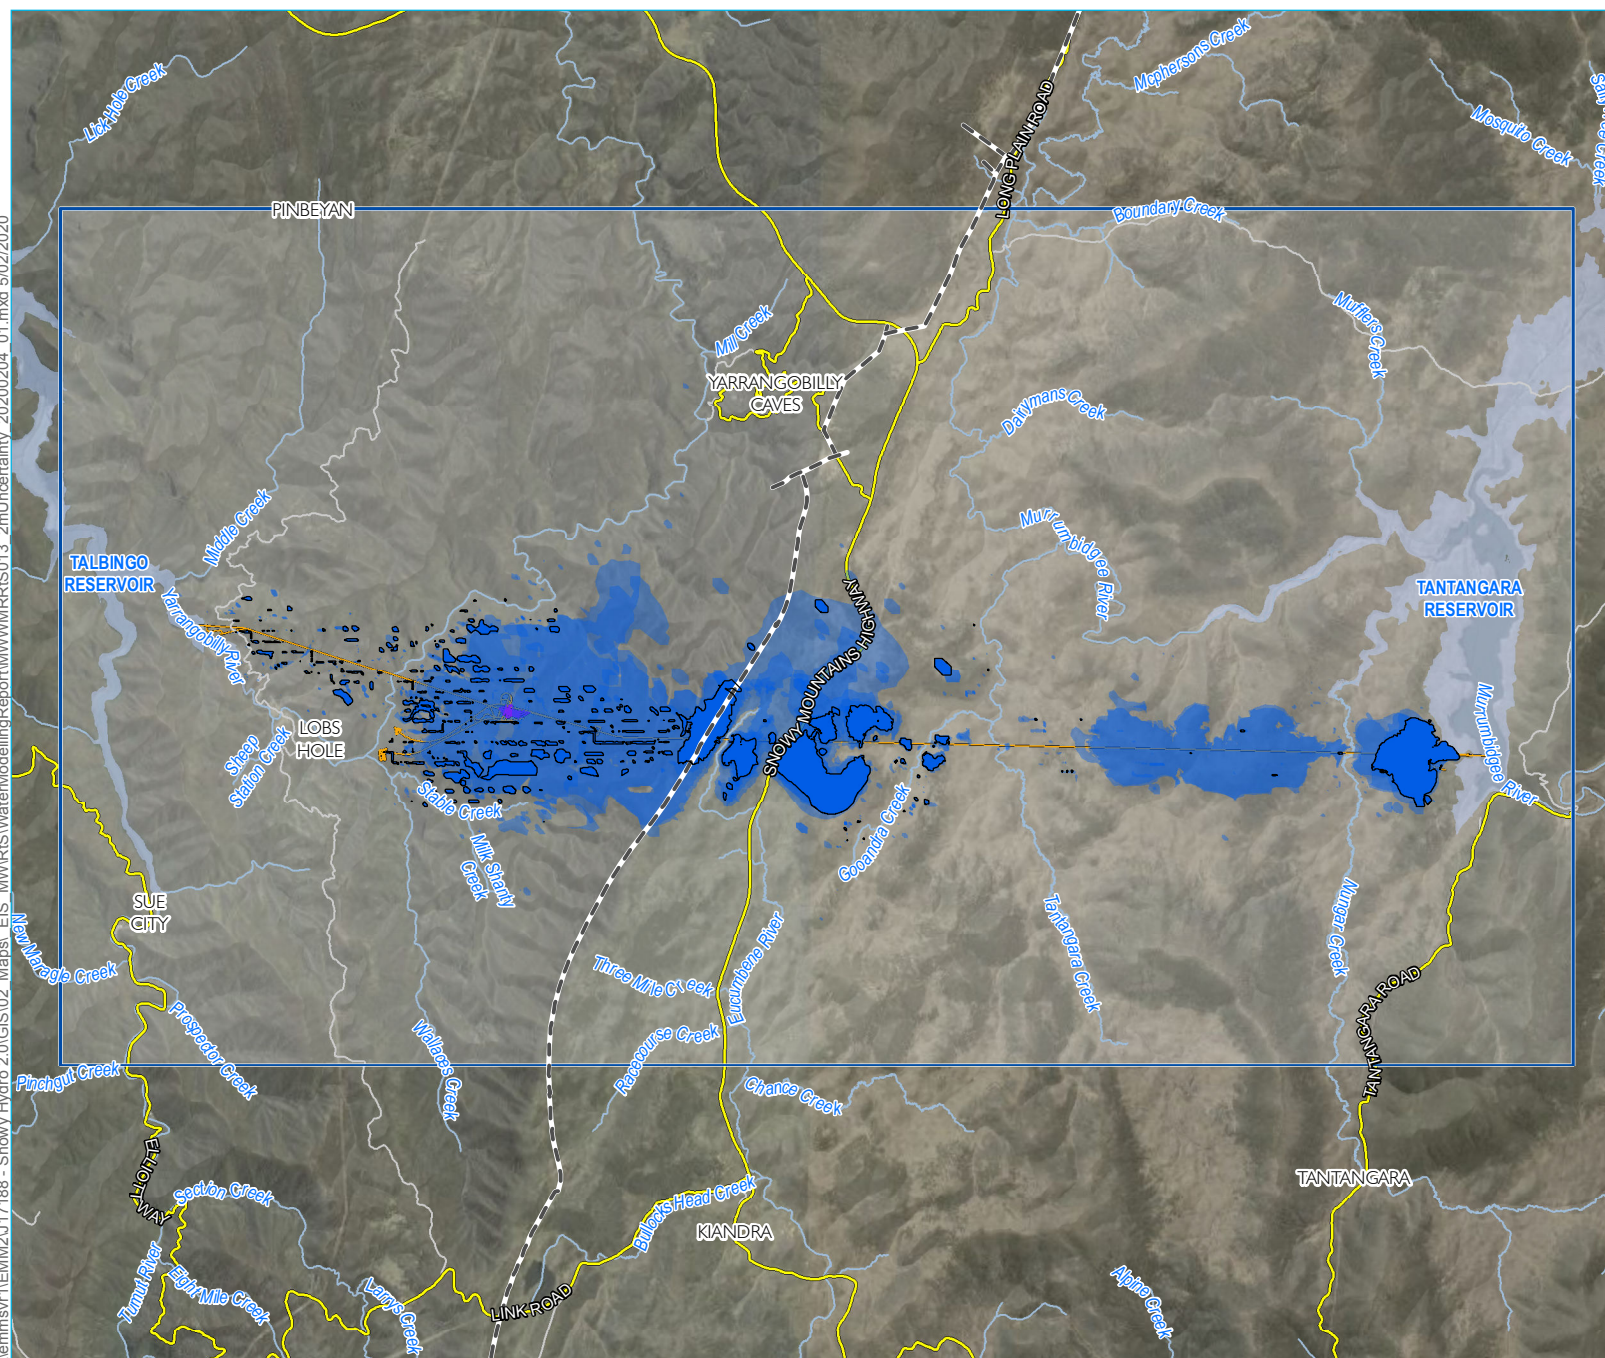 Mcphersons Creek
Lick Hole Creek
LONG PLAIN ROAD
Mosquito Creek
PINBEYAN
Boundary Creek
Mufflers Creek
Mill Creek
YARRANGOBILLY
CAVES
Dairymans Creek
Middle Creek
Murrumbidgee River
TALBINGO
RESERVOIR
TANTANGARA
RESERVOIR
Yarrangobilly River
SNOWY MOUNTAINS HIGHWAY
LOBS
HOLE
Sheep
Station Creek
Murrumbidgee River
Stable Creek
Milk Shanty
Creek
Gooandra Creek
SUE
CITY
New Maragle Creek
Three Mile Creek
Eucumbene River
Tantangara Creek
Nungar Creek
TANTANGARA ROAD
Prospector Creek
Racecourse Creek
Wallaces Creek
Pinchgut Creek
Chance Creek
ELLIOTT
WAY
Section Creek
Bullocks Head Creek
TANTANGARA
KIANDRA
Tumut River
Eight Mile Creek
Larrys Creek
LINK ROAD
Alpine Creek